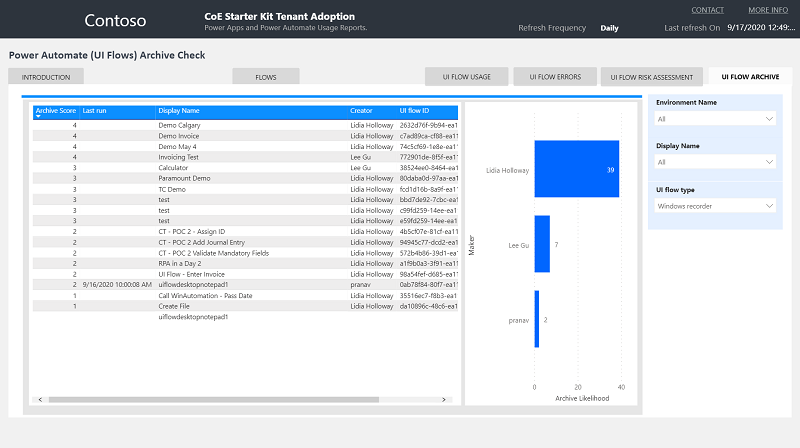 Contoso
CoE Starter Kit Tenant Adoption
Power Apps and Power Automate Usage Reports.
CONTACT MORE INFO
Refresh Frequency Daily Last refresh On 9/17/2020 12:49:...
Power Automate (UI Flows) Archive Check
INTRODUCTION FLOWS UI FLOW USAGE UI FLOW ERRORS UI FLOW RISK ASSESSMENT UI FLOW ARCHIVE
Archive Score Last run Display Name Creator UI flow ID
4 Demo Calgary Lidia Holloway 2632d76f-9b94-ea1
4 Demo Invoice Lidia Holloway c7ad89ca-cf88-ea11
4 Demo May 4 Lidia Holloway 74c5cf69-1e8e-ea11
4 Invoicing Test Lee Gu 772901de-8f5f-ea11
3 Calculator Lee Gu 38524ee0-8464-ea1
3 Paramount Demo Lidia Holloway 80daba0d-97aa-ea1
3 TC Demo Lidia Holloway fcd1d16b-8a9f-ea11
3 test Lidia Holloway bbd7de92-7cbc-ea1
3 test Lidia Holloway c99fd259-14ee-ea1
3 test Lidia Holloway e59fd259-14ee-ea1
2 CT - POC 2 - Assign ID Lidia Holloway 4b5cf07e-81cf-ea11
2 CT - POC 2 Add Journal Entry Lidia Holloway 94945c77-dcd2-ea1
2 CT - POC 2 Validate Mandatory Fields Lidia Holloway 572b4b86-39d1-ea1
2 RPA in a Day 2 Lidia Holloway a1f9b0a3-3f91-ea11
2 UI Flow - Enter Invoice Lidia Holloway 98a54fef-d685-ea11
2 9/16/2020 10:00:08 AM uiflowdesktopnotepad1 pranav 0ab78f84-80f7-ea11
1 Call WinAutomation - Pass Date Lidia Holloway 35516ec7-f8b3-ea1
1 Create File Lidia Holloway da10896c-48c6-ea1
uiflowdesktopnotepad1
Maker
Lidia Holloway 39
Lee Gu 7
pranav 2
0 20 40
Archive Likelihood
Environment Name
All
Display Name
All
UI flow type
Windows recorder